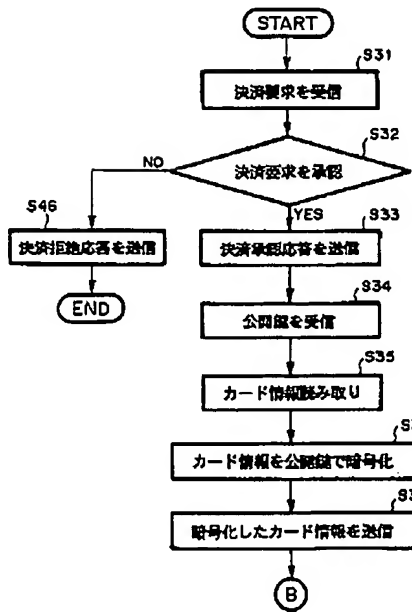 START
S31
決済要求を受信
S32
決済要求を承認
NO
YES
S46
決済拒絶応答を送信
END
S33
決済承認応答を送信
S34
公開鍵を受信
S35
カード情報読み取り
S3
カード情報を公開鍵で暗号化
S3
暗号化したカード情報を送信
B